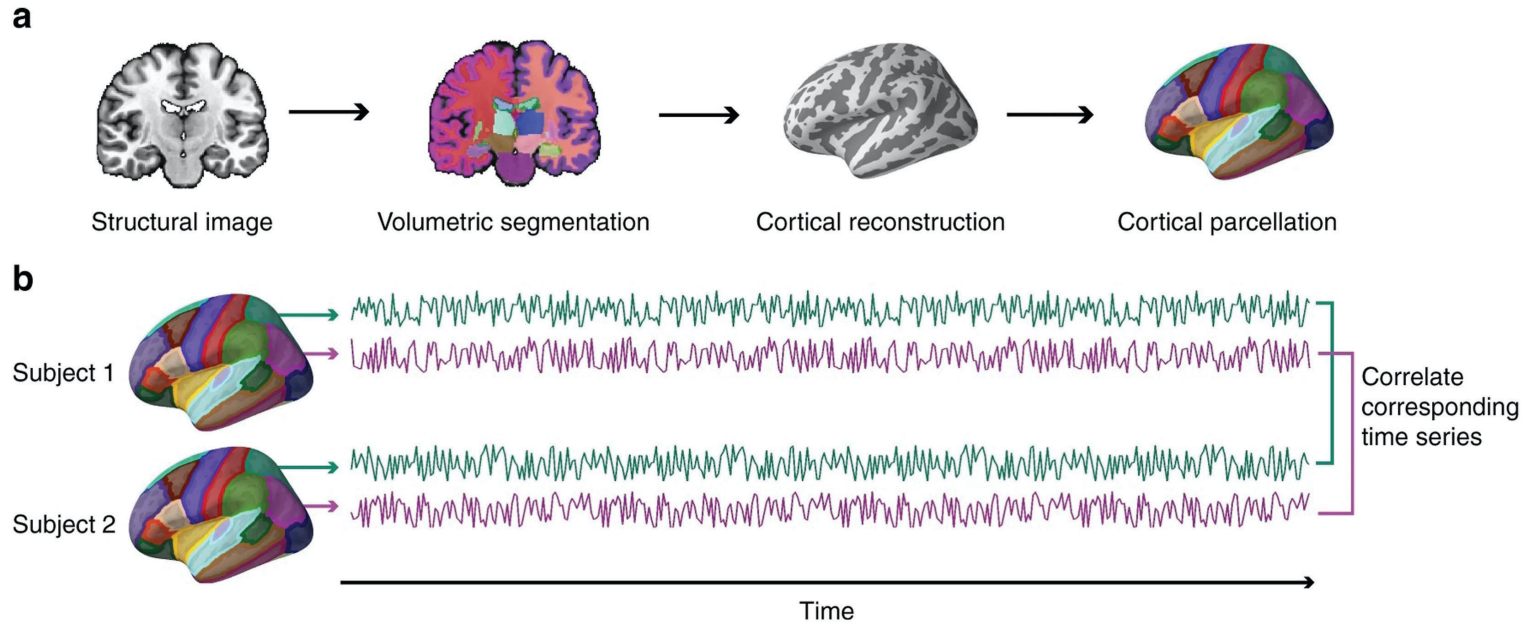 a
Structural image
Volumetric segmentation
Cortical reconstruction
Cortical parcellation
b
Subject 1
Subject 2
Correlate
corresponding
time series
Time